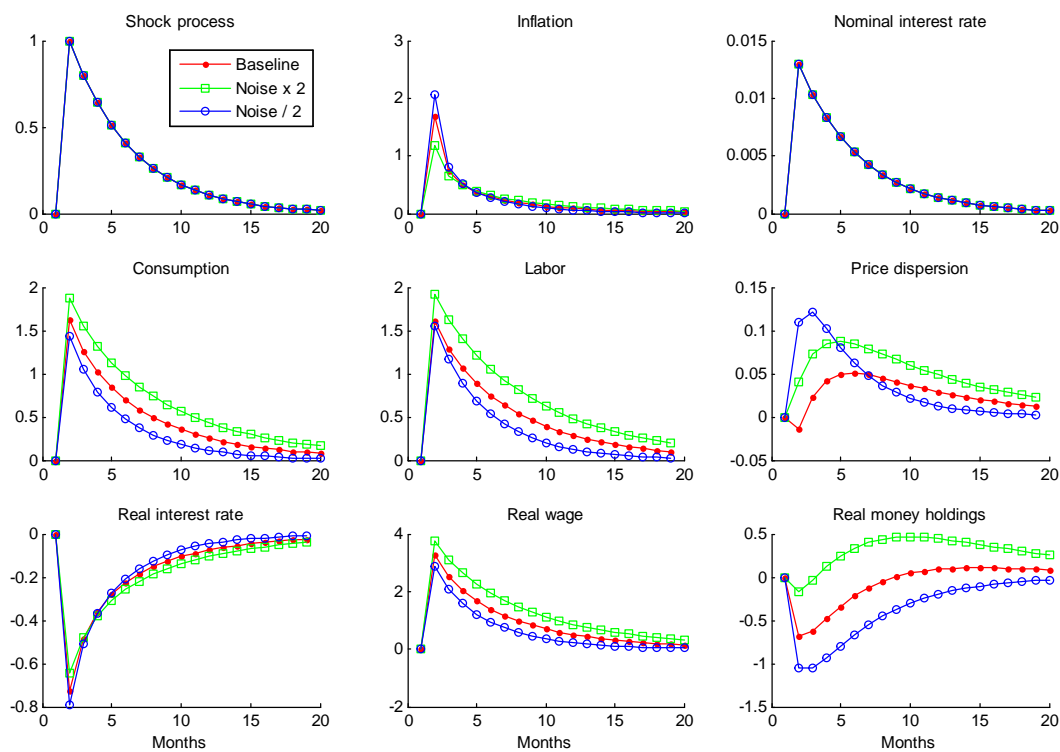 Shock process
Inflation
Nominal interest rate
1
0.5
0
0 5 10 15 20
Baseline
Noise x 2
Noise / 2
3
2
1
0
0 5 10 15 20
0.015
0.01
0.005
0
0 5 10 15 20
Consumption
Labor
Price dispersion
2
1.5
1
0.5
0
0 5 10 15 20
2
1.5
1
0.5
0
0 5 10 15 20
0.15
0.1
0.05
0
-0.05
0 5 10 15 20
Real interest rate
Real wage
Real money holdings
0
-0.2
-0.4
-0.6
-0.8
0 5 10 15 20
Months
4
2
0
-2
0 5 10 15 20
Months
0.5
0
-0.5
-1
-1.5
0 5 10 15 20
Months